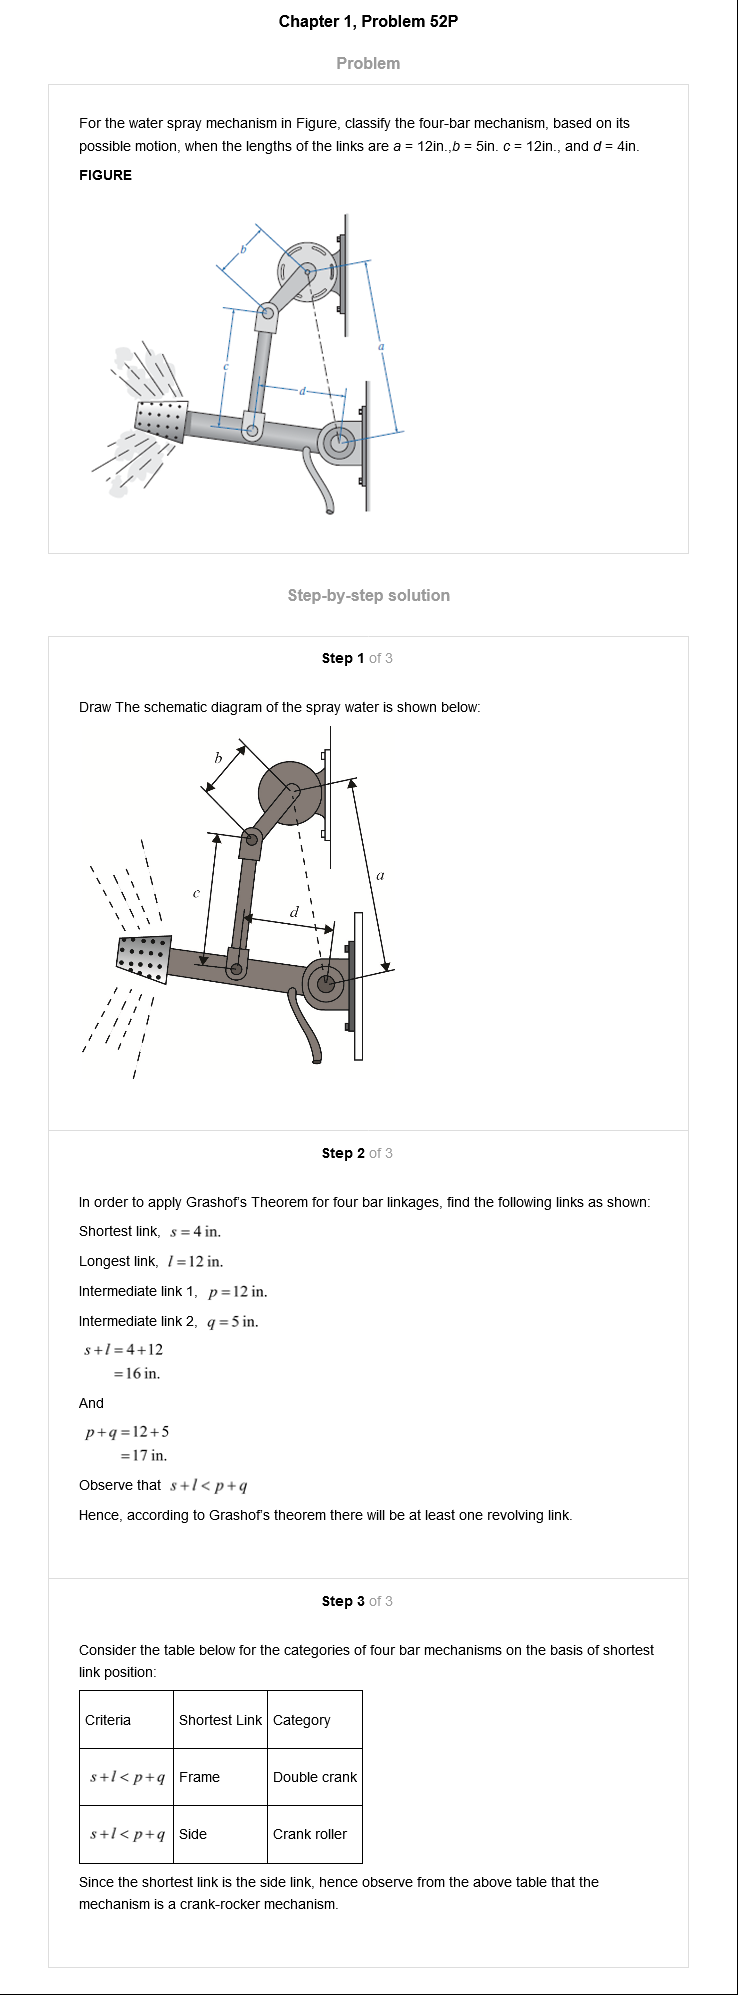 Chapter 1, Problem 52P
Problem
For the water spray mechanism in Figure, classify the four-bar mechanism, based on its
possible motion, when the lengths of the links are a = 12in.,b = 5in. c = 12in., and d = 4in.
FIGURE
b
a
c
d
Step-by-step solution
Step 1 of 3
Draw The schematic diagram of the spray water is shown below:
b
a
c
d
Step 2 of 3
In order to apply Grashof's Theorem for four bar linkages, find the following links as shown:
Shortest link, s = 4 in.
Longest link, l = 12 in.
Intermediate link 1, p = 12 in.
Intermediate link 2, q = 5 in.
s + l = 4 + 12
= 16 in.
And
p + q = 12 + 5
= 17 in.
Observe that s + l < p + q
Hence, according to Grashof's theorem there will be at least one revolving link.
Step 3 of 3
Consider the table below for the categories of four bar mechanisms on the basis of shortest
link position:
Criteria Shortest Link Category
s + l < p + q Frame Double crank
s + l < p + q Side Crank roller
Since the shortest link is the side link, hence observe from the above table that the
mechanism is a crank-rocker mechanism.